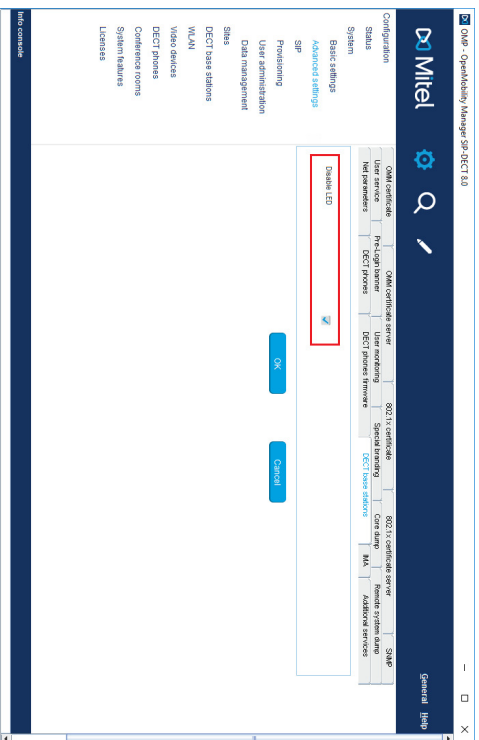 OMP - OpenMobility Manager SIP-DECT 8.0
Mitel
General Help
Configuration
Status
System
Basic settings
Advanced settings
SIP
Provisioning
User administration
Data management
Sites
DECT base stations
WLAN
Video devices
DECT phones
Conference rooms
System features
Licenses
OMM certificate OMM certificate server 802.1x certificate 802.1x certificate server SNMP
User service Pre-Login banner User monitoring Special branding Core dump Remote system dump
Net parameters DECT phones DECT phones firmware DECT base stations IMA Additional services
Disable LED
OK Cancel
Info console